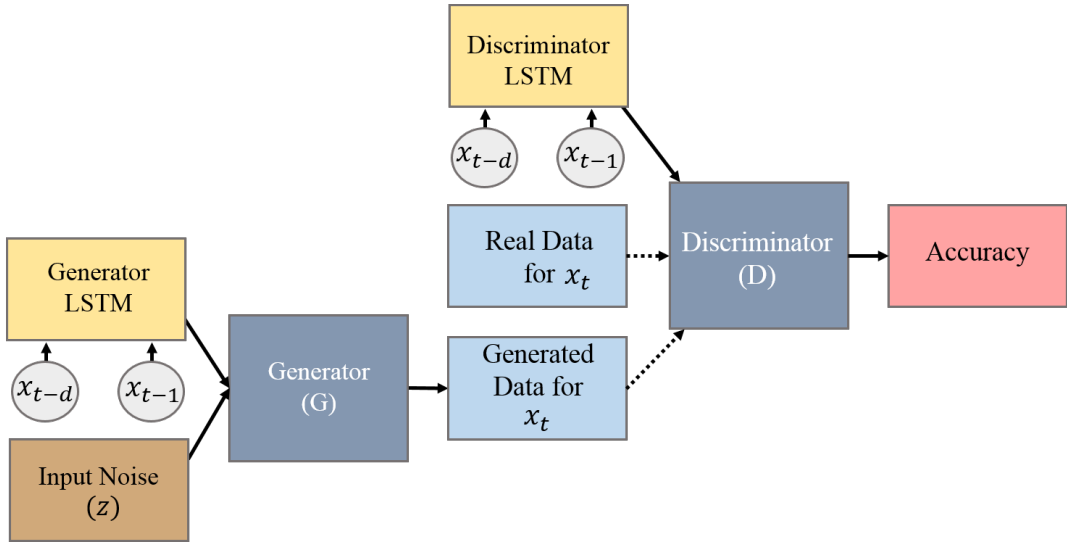 Discriminator
LSTM
x_{t-d}
x_{t-1}
Real Data
for x_t
Discriminator
(D)
Accuracy
Generator
LSTM
x_{t-d}
x_{t-1}
Input Noise
(z)
Generator
(G)
Generated
Data for
x_t